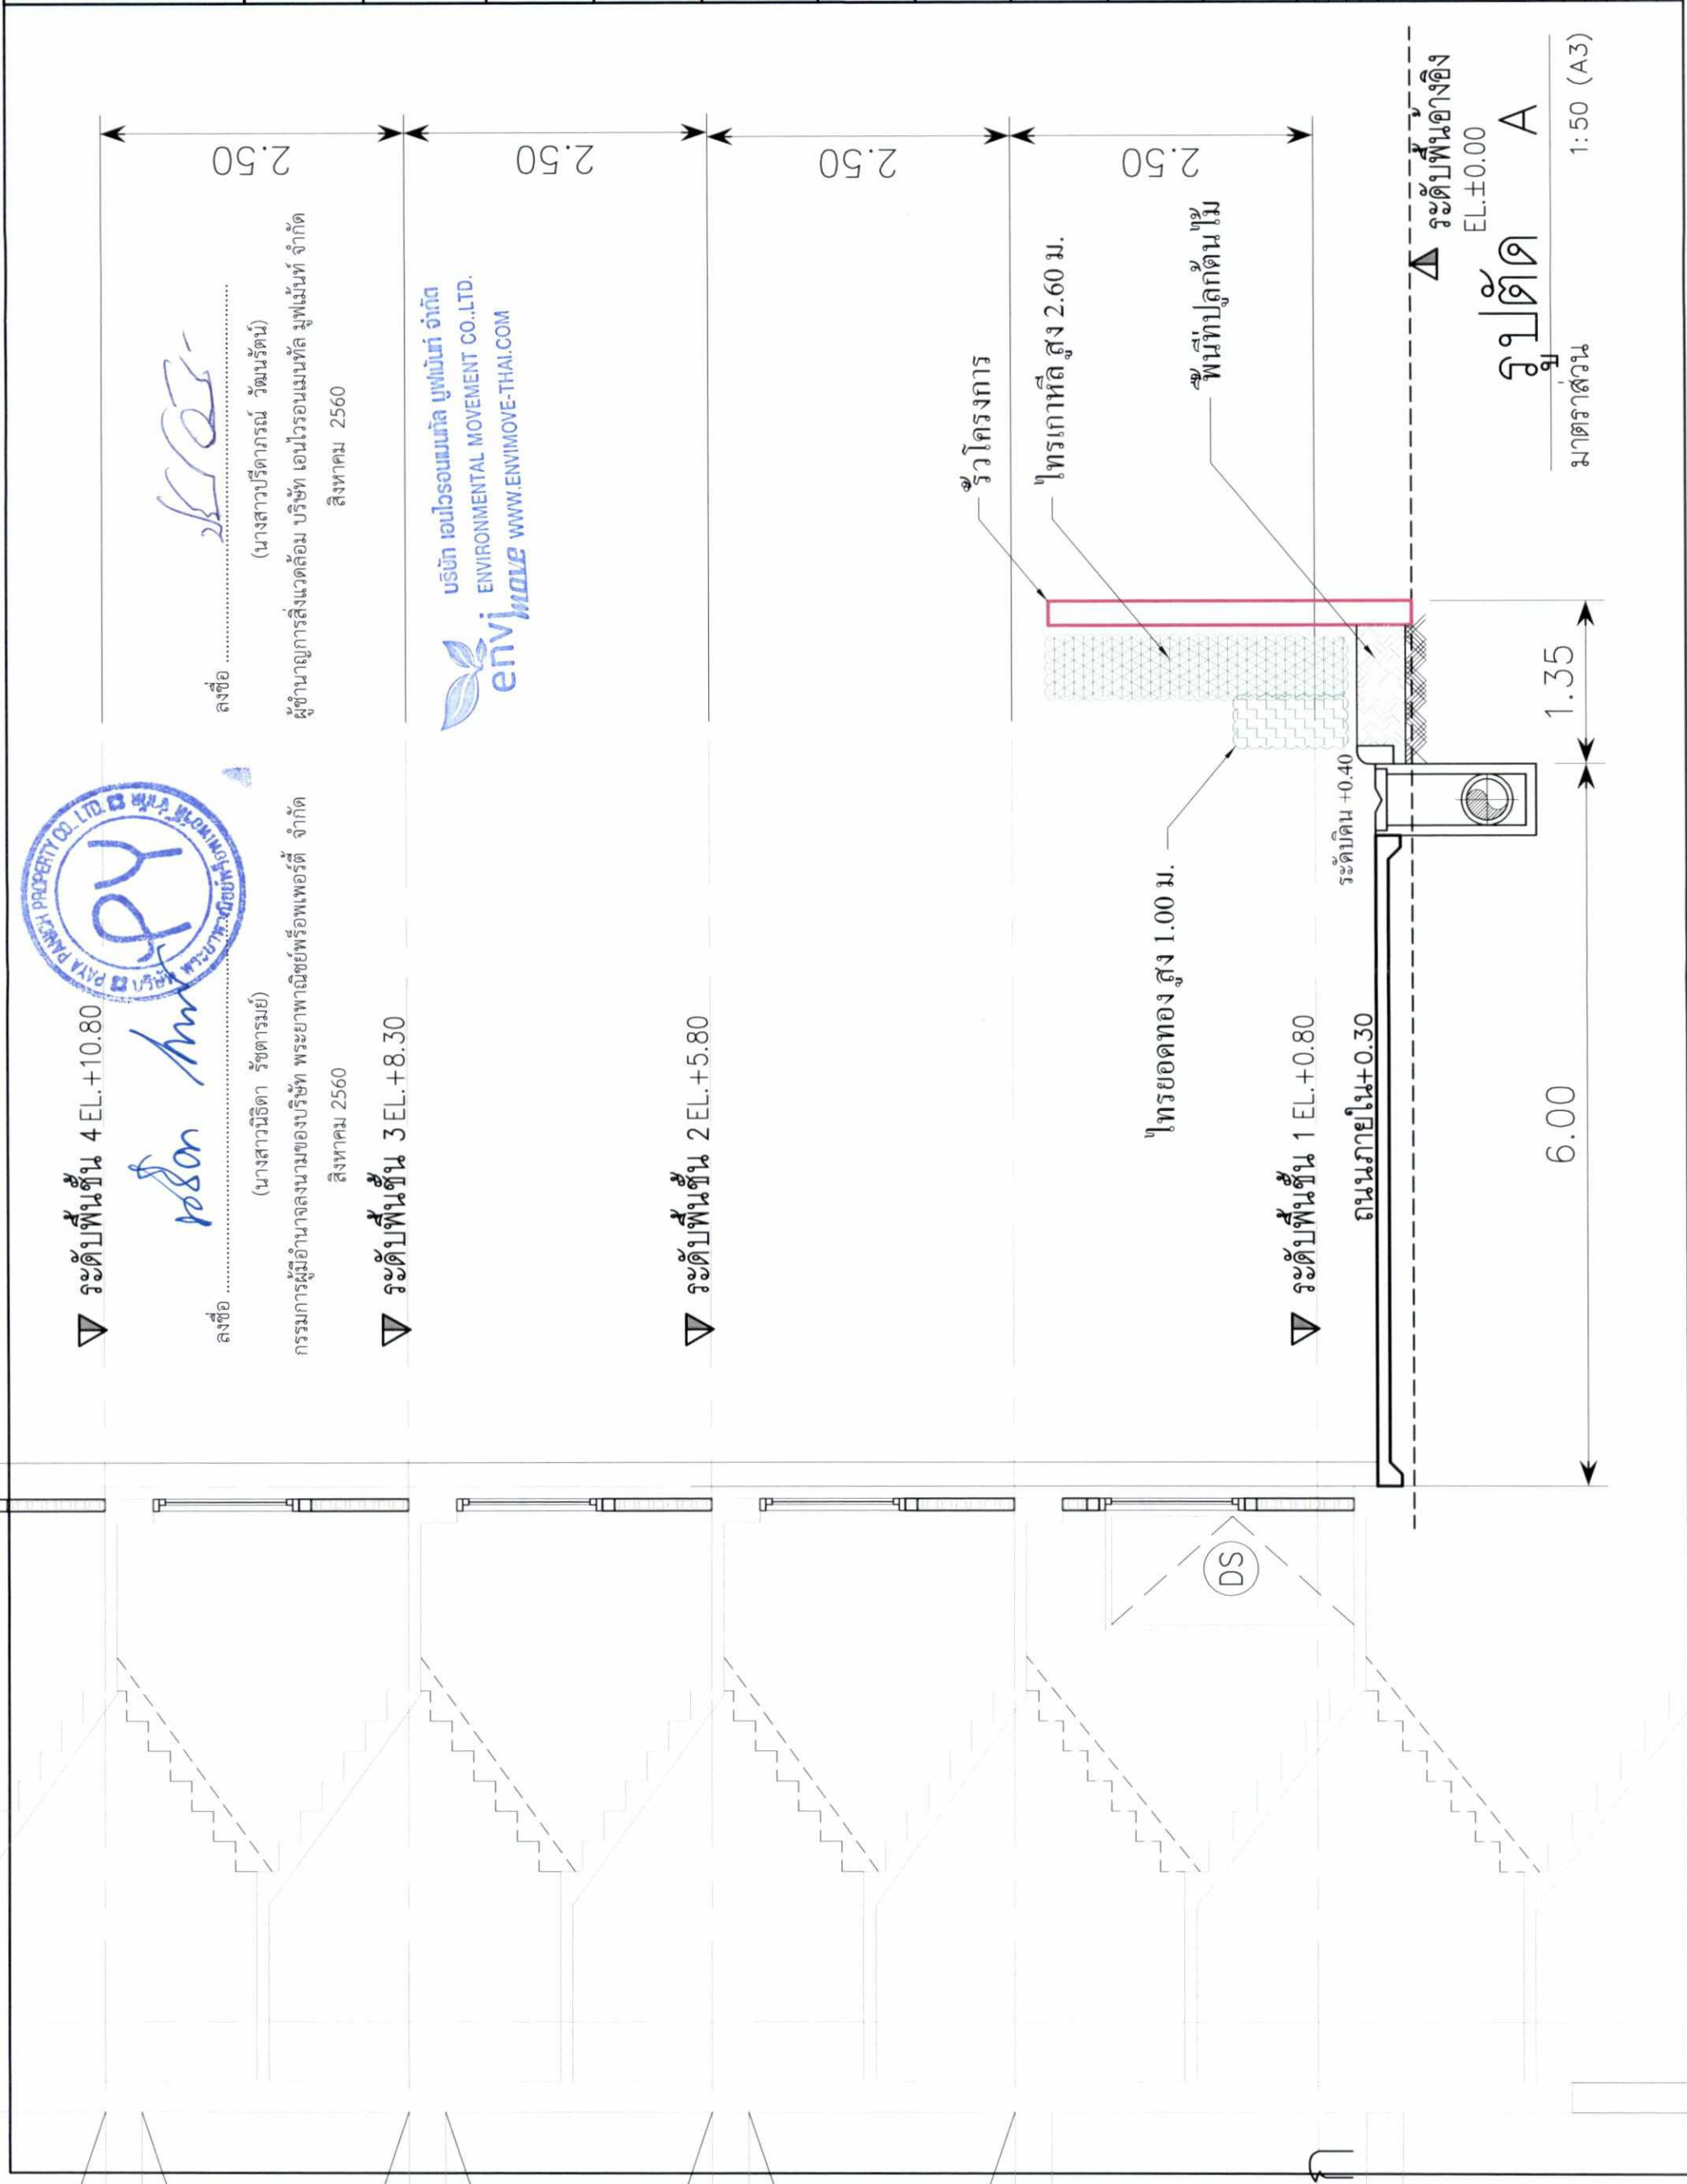 ระดับพื้นชั้น 4 EL.+10.80
PAYA PANICH PROPERTY CO., LTD.
PY
ลงชื่อ
(นางสาวนิธิดา รัชตารมย์)
กรรมการผู้มีอำนาจลงนามของบริษัท พระยาพาณิชย์พร็อพเพอร์ตี้ จำกัด
สิงหาคม 2560
ลงชื่อ
(นางสาวปรีดาภรณ์ วัฒนรัตน์)
ผู้ชำนาญการสิ่งแวดล้อม บริษัท เอนไวรอนเมนทัล มูฟเม้นท์ จำกัด
สิงหาคม 2560
2.50
ระดับพื้นชั้น 3 EL.+8.30
บริษัท เอนไวรอนเมนทัล มูฟเม้นท์ จำกัด
ENVIRONMENTAL MOVEMENT CO.,LTD.
envimove WWW.ENVIMOVE-THAI.COM
2.50
ระดับพื้นชั้น 2 EL.+5.80
2.50
รั้วโครงการ
ไทรเกาหลี สูง 2.60 ม.
2.50
ไทรยอดทอง สูง 1.00 ม.
พื้นที่ปลูกต้นไม้
DS
ระดับพื้นชั้น 1 EL.+0.80
ระดับดิน +0.40
ถนนภายใน+0.30
ระดับพื้นอ้างอิง
EL.±0.00
6.00
1.35
รูปตัด A
มาตราส่วน 1:50 (A3)